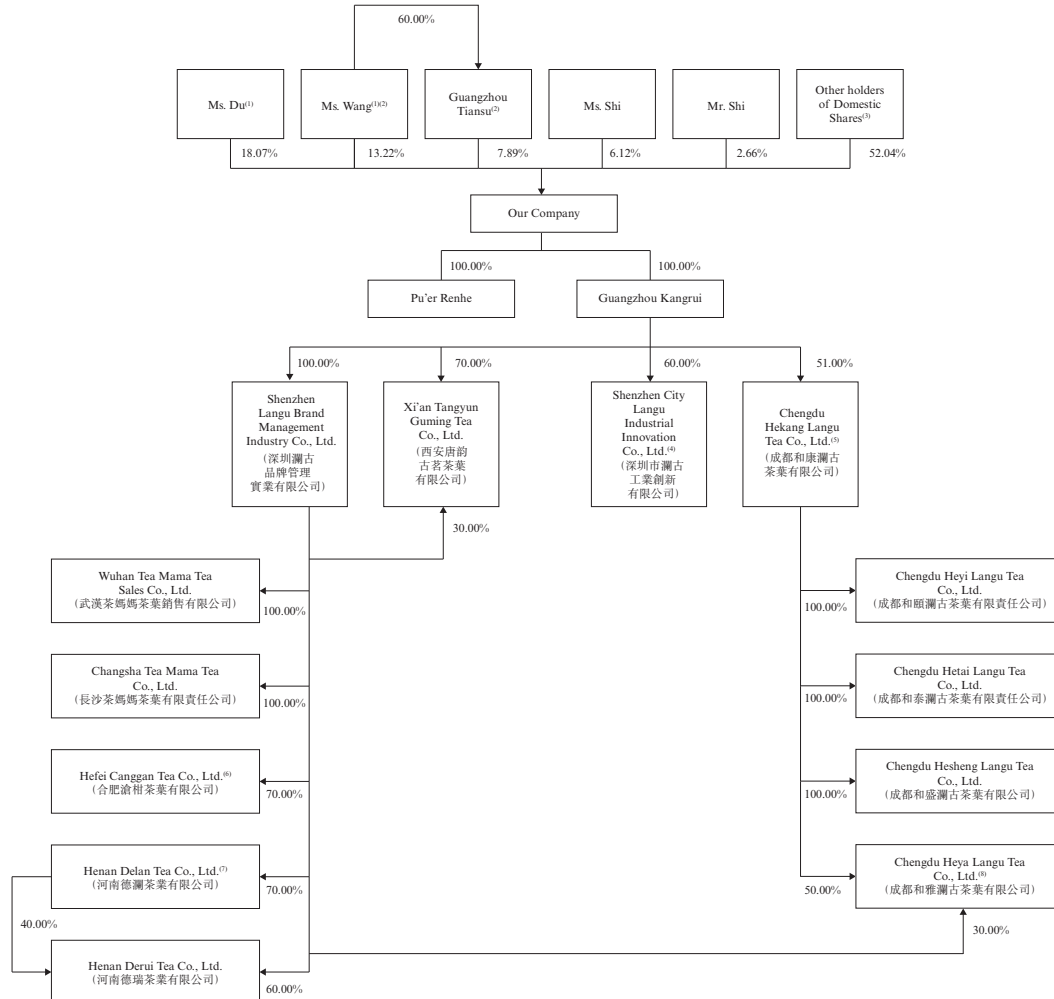 60.00%
Ms. Du(1)
Ms. Wang(1)(2)
Guangzhou
Tiansu(2)
Ms. Shi
Mr. Shi
Other holders
of Domestic
Shares(3)
18.07%
13.22%
7.89%
6.12%
2.66%
52.04%
Our Company
100.00%
100.00%
Pu'er Renhe
Guangzhou Kangrui
100.00%
70.00%
60.00%
51.00%
Shenzhen
Langu Brand
Management
Industry Co., Ltd.
(深圳瀾古
品牌管理
實業有限公司)
Xi'an Tangyun
Guming Tea
Co., Ltd.
(西安唐韵
古茗茶葉
有限公司)
Shenzhen City
Langu
Industrial
Innovation
Co., Ltd.(4)
(深圳市瀾古
工業創新
有限公司)
Chengdu
Hekang Langu
Tea Co., Ltd.(5)
(成都和康瀾古
茶葉有限公司)
30.00%
Wuhan Tea Mama Tea
Sales Co., Ltd.
(武漢茶媽媽茶葉銷售有限公司)
100.00%
Chengdu Heyi Langu Tea
Co., Ltd.
(成都和頤瀾古茶葉有限責任公司)
100.00%
Changsha Tea Mama Tea
Co., Ltd.
(長沙茶媽媽茶葉有限責任公司)
100.00%
Chengdu Hetai Langu Tea
Co., Ltd.
(成都和泰瀾古茶葉有限責任公司)
100.00%
Hefei Canggan Tea Co., Ltd.(6)
(合肥滄柑茶葉有限公司)
70.00%
Chengdu Hesheng Langu Tea
Co., Ltd.
(成都和盛瀾古茶葉有限公司)
100.00%
Henan Delan Tea Co., Ltd.(7)
(河南德瀾茶業有限公司)
70.00%
Chengdu Heya Langu Tea
Co., Ltd.(8)
(成都和雅瀾古茶葉有限公司)
50.00%
40.00%
30.00%
Henan Derui Tea Co., Ltd.
(河南德瑞茶業有限公司)
60.00%